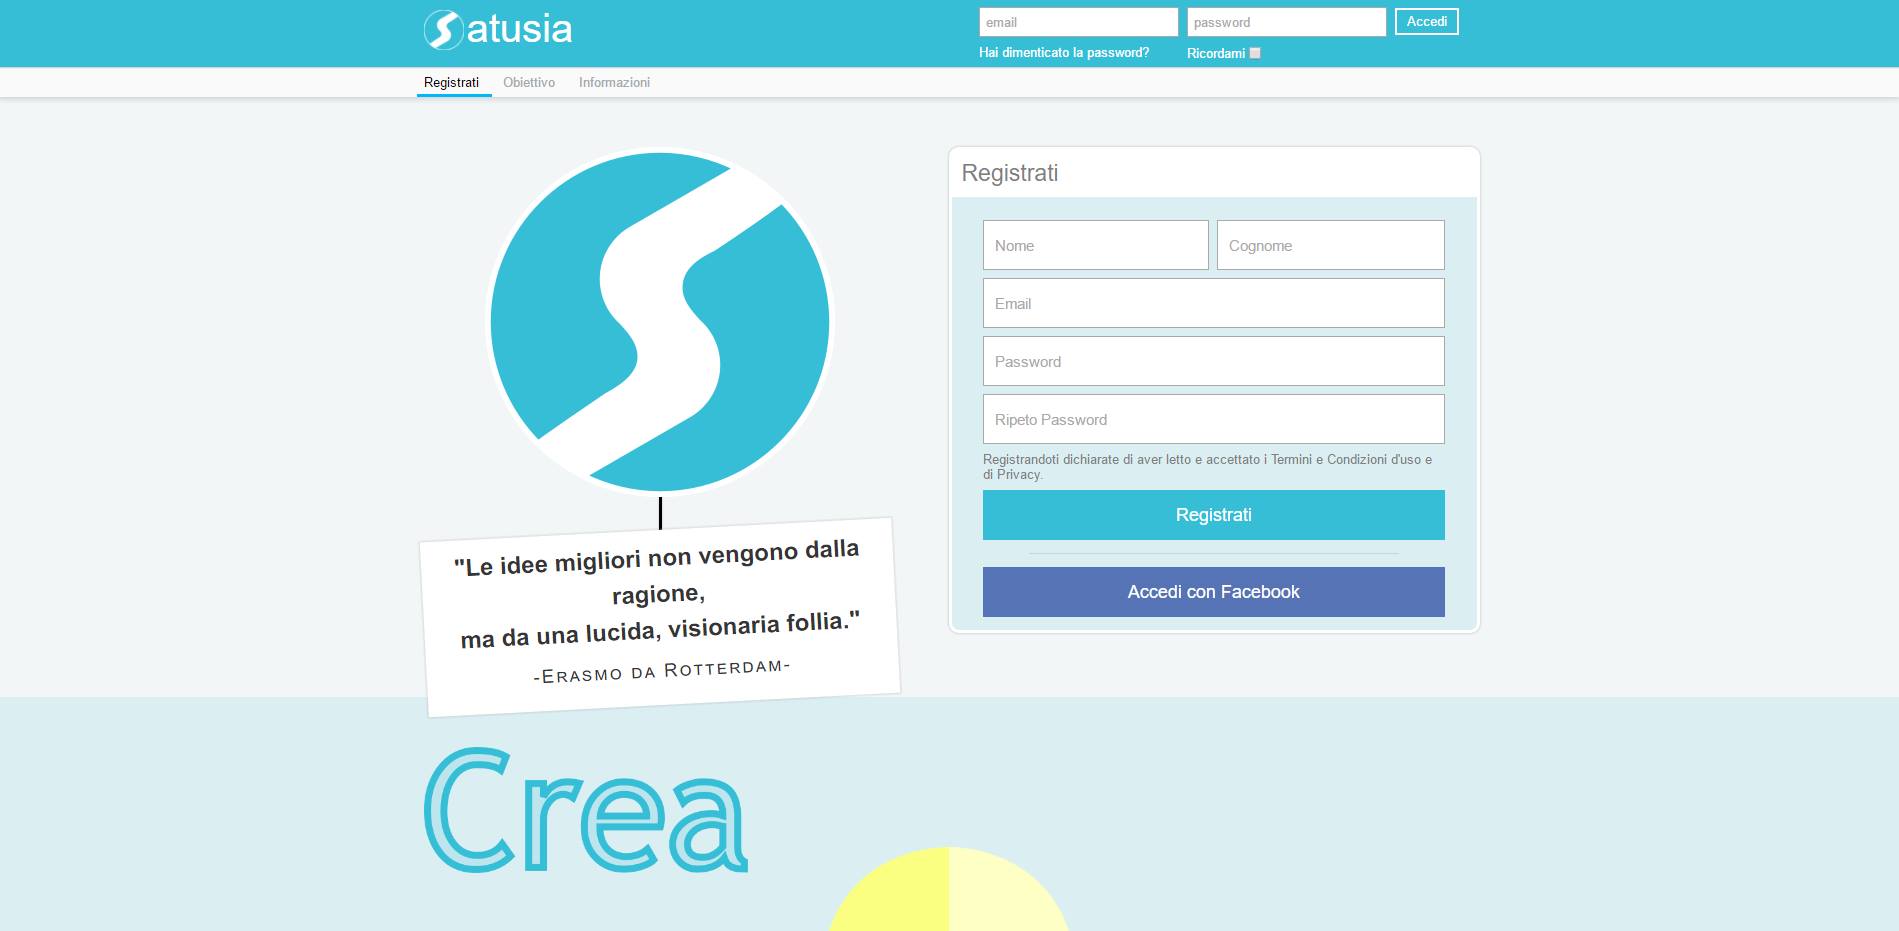 Satusia
email
password
Accedi
Hai dimenticato la password?
Ricordami
Registrati
Obiettivo
Informazioni
Registrati
Nome
Cognome
Email
Password
Ripeto Password
Registrandoti dichiarate di aver letto e accettato i Termini e Condizioni d'uso e
di Privacy.
Registrati
Accedi con Facebook
"Le idee migliori non vengono dalla
ragione,
ma da una lucida, visionaria follia."
-Erasmo da Rotterdam-
Crea